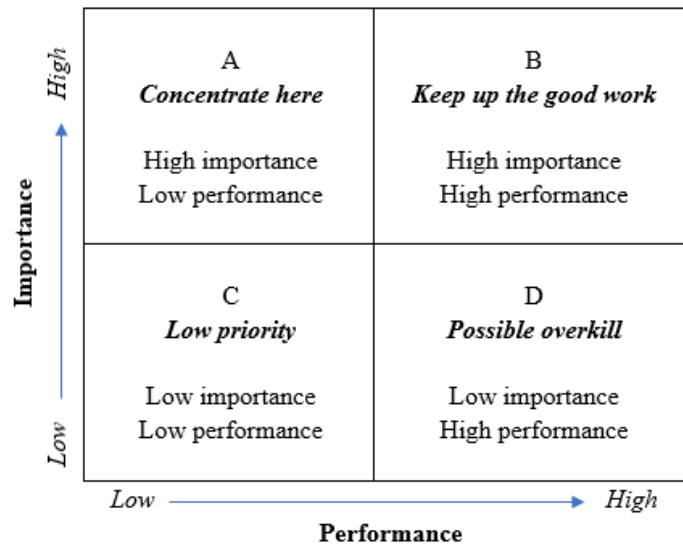 High
Importance
Low
A
Concentrate here
High importance
Low performance
B
Keep up the good work
High importance
High performance
C
Low priority
Low importance
Low performance
D
Possible overkill
Low importance
High performance
Low
High
Performance